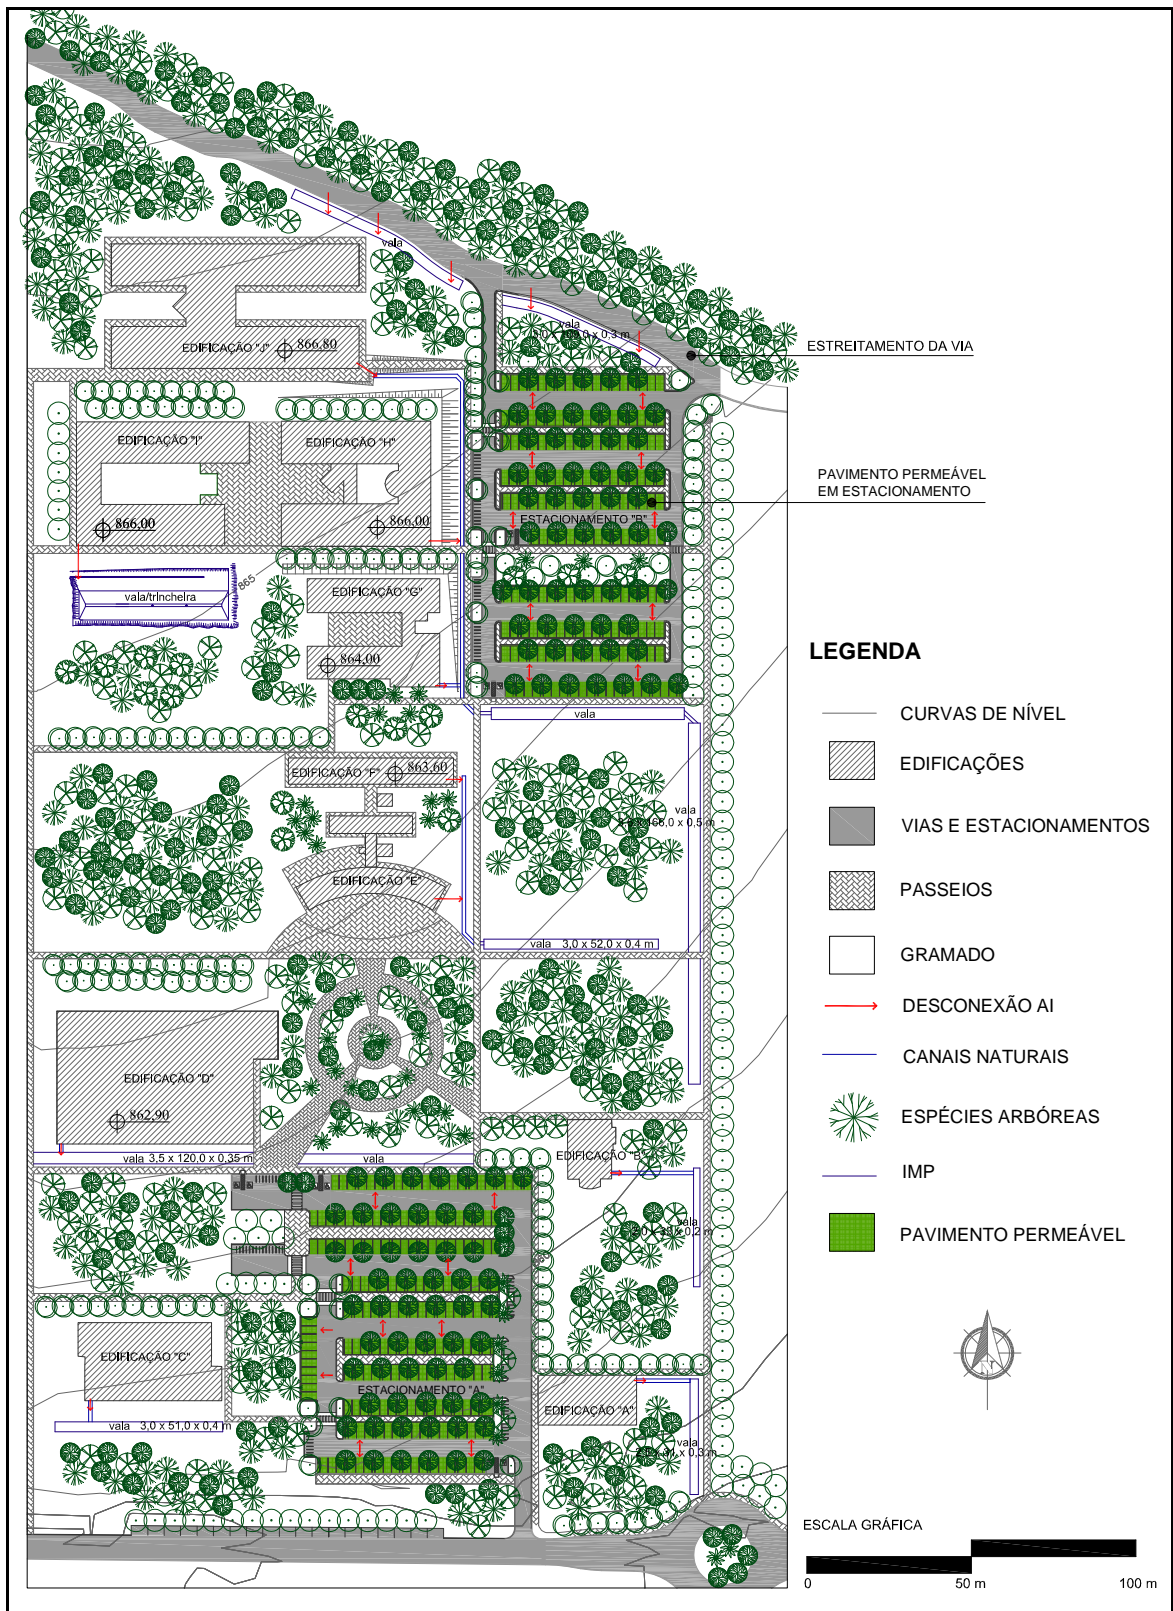 vala
vala
3,0 m
ESTREITAMENTO DA VIA
EDIFICAÇÃO "J"
866,80
EDIFICAÇÃO "I"
EDIFICAÇÃO "H"
PAVIMENTO PERMEÁVEL
EM ESTACIONAMENTO
866,00
866,00
ESTACIONAMENTO "B"
865
vala/trincheira
EDIFICAÇÃO "G"
864,00
vala
EDIFICAÇÃO "F"
863,60
vala
x 0,5 m
EDIFICAÇÃO "E"
vala 3,0 x 52,0 x 0,4 m
EDIFICAÇÃO "D"
862,90
vala 3,5 x 120,0 x 0,35 m
vala
EDIFICAÇÃO "B"
vala
x 0,2 m
EDIFICAÇÃO "C"
ESTACIONAMENTO "A"
EDIFICAÇÃO "A"
vala 3,0 x 51,0 x 0,4 m
vala
x 0,3 m
LEGENDA
CURVAS DE NÍVEL
EDIFICAÇÕES
VIAS E ESTACIONAMENTOS
PASSEIOS
GRAMADO
DESCONEXÃO AI
CANAIS NATURAIS
ESPÉCIES ARBÓREAS
IMP
PAVIMENTO PERMEÁVEL
N
ESCALA GRÁFICA
0 50 m 100 m